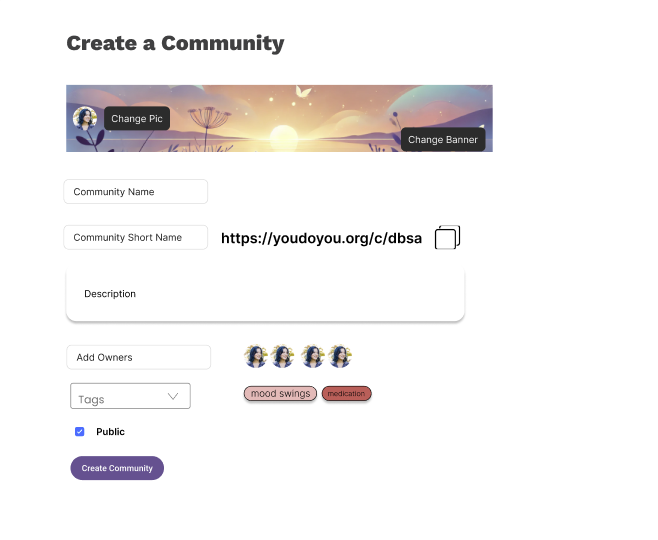 Create a Community
Change Pic
Change Banner
Community Name
Community Short Name https://youdoyou.org/c/dbsa
Description
Add Owners
Tags mood swings medication
Public
Create Community